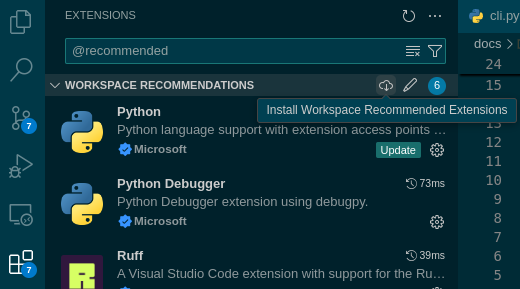 EXTENSIONS
cli.py
@recommended
docs
24
WORKSPACE RECOMMENDATIONS
6
15
Install Workspace Recommended Extensions
Python
Python language support with extension access points ...
Microsoft
Update
7
12
11
10
9
8
7
6
5
Python Debugger
73ms
Python Debugger extension using debugpy.
Microsoft
Ruff
39ms
A Visual Studio Code extension with support for the Ru...
7